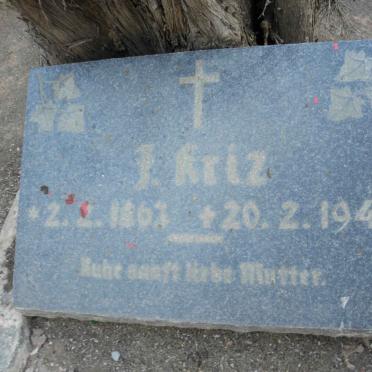 J. Kriz
* 2. 2. 1863 + 20. 2. 194
Ruhe sanft liebe Mutter.